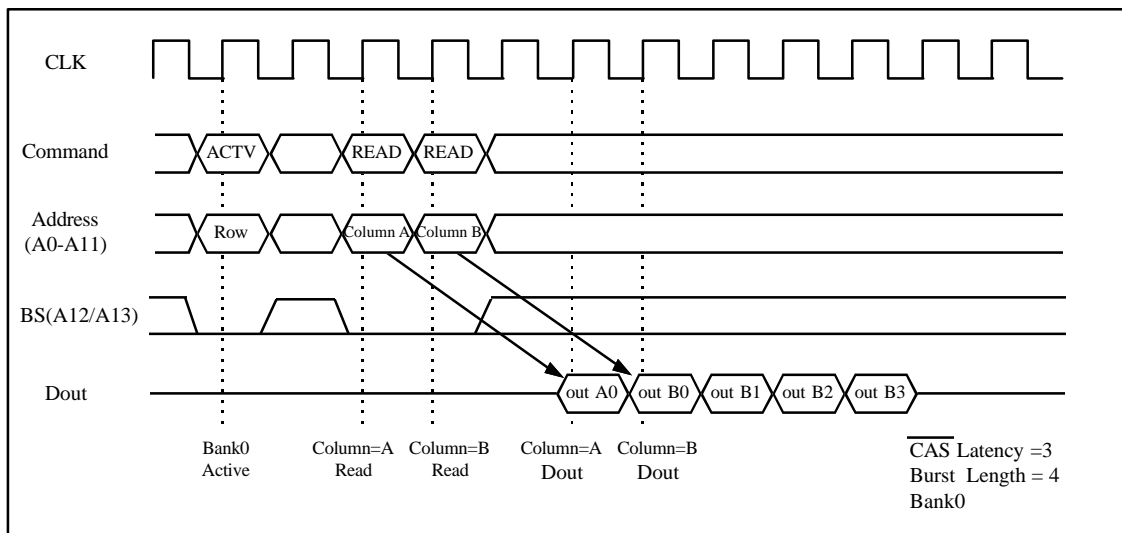 CLK
Command
ACTV
READ
READ
Address
(A0-A11)
Row
Column A
Column B
BS(A12/A13)
Dout
out A0
out B0
out B1
out B2
out B3
Bank0
Active
Column=A
Read
Column=B
Read
Column=A
Dout
Column=B
Dout
CAS Latency =3
Burst Length = 4
Bank0